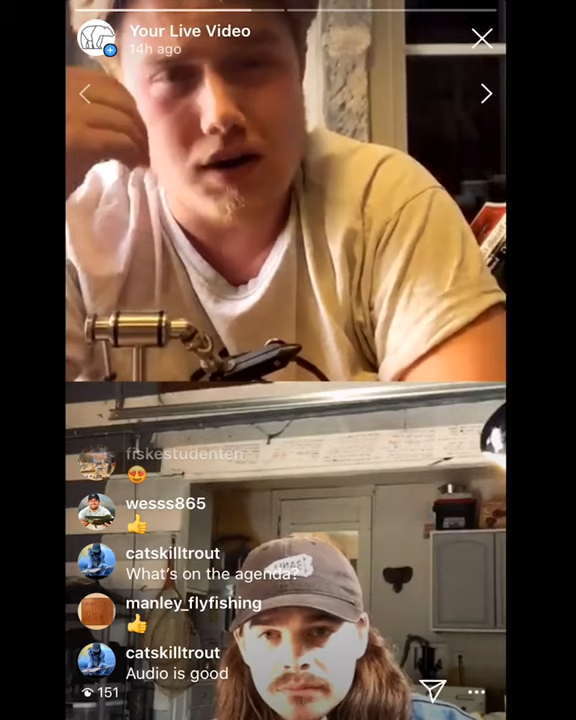 Your Live Video
14h ago
fiskestudenten
😍
wesss865
👍
catskilltrout
What's on the agenda?
manley_flyfishing
👍
catskilltrout
Audio is good
151